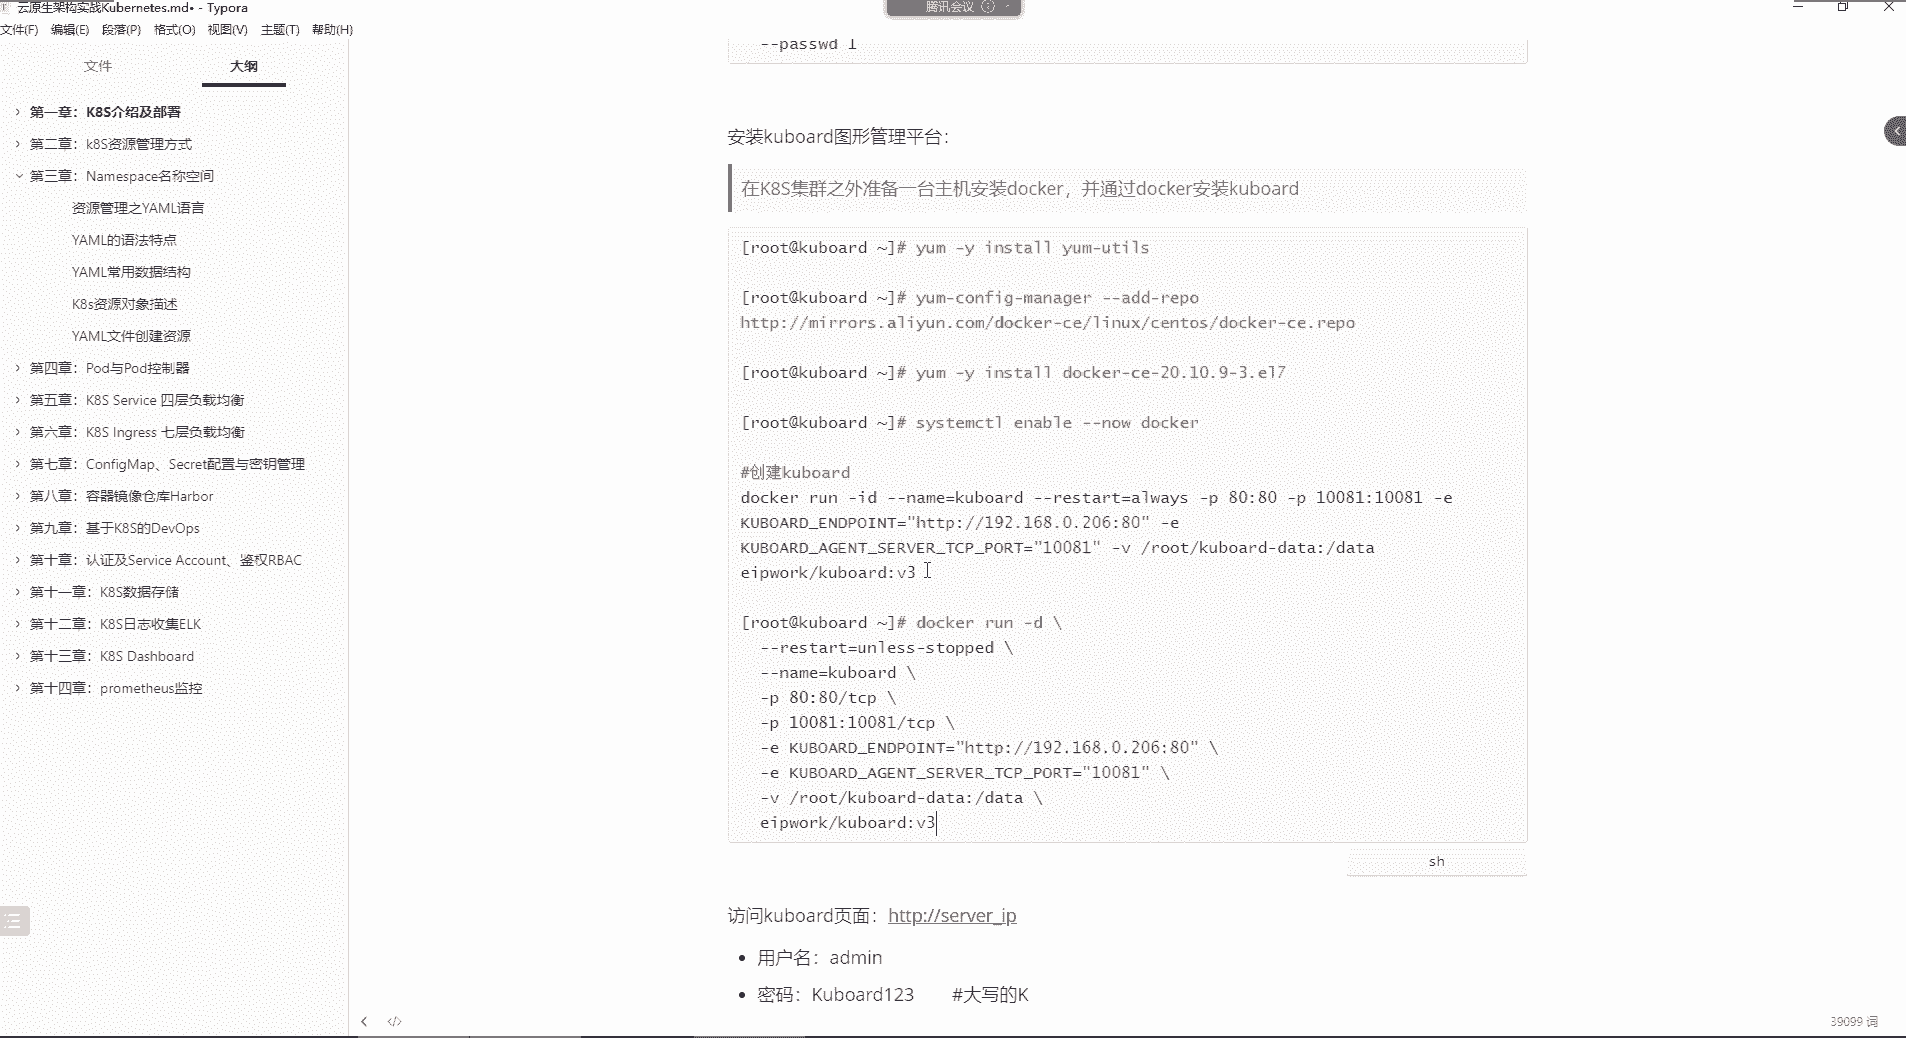 云原生架构实战Kubernetes.md• - Typora
腾讯会议
文件(F) 编辑(E) 段落(P) 格式(O) 视图(V) 主题(T) 帮助(H)
文件 大纲
第一章：K8S介绍及部署
第二章：k8S资源管理方式
第三章：Namespace名称空间
资源管理之YAML语言
YAML的语法特点
YAML常用数据结构
K8s资源对象描述
YAML文件创建资源
第四章：Pod与Pod控制器
第五章：K8S Service 四层负载均衡
第六章：K8S Ingress 七层负载均衡
第七章：ConfigMap、Secret配置与密钥管理
第八章：容器镜像仓库Harbor
第九章：基于K8S的DevOps
第十章：认证及Service Account、鉴权RBAC
第十一章：K8S数据存储
第十二章：K8S日志收集ELK
第十三章：K8S Dashboard
第十四章：prometheus监控
--passwd 1
安装kuboard图形管理平台：
在K8S集群之外准备一台主机安装docker，并通过docker安装kuboard
[root@kuboard ~]# yum -y install yum-utils
[root@kuboard ~]# yum-config-manager --add-repo
http://mirrors.aliyun.com/docker-ce/linux/centos/docker-ce.repo
[root@kuboard ~]# yum -y install docker-ce-20.10.9-3.el7
[root@kuboard ~]# systemctl enable --now docker
#创建kuboard
docker run -id --name=kuboard --restart=always -p 80:80 -p 10081:10081 -e
KUBOARD_ENDPOINT="http://192.168.0.206:80" -e
KUBOARD_AGENT_SERVER_TCP_PORT="10081" -v /root/kuboard-data:/data
eipwork/kuboard:v3
[root@kuboard ~]# docker run -d \
--restart=unless-stopped \
--name=kuboard \
-p 80:80/tcp \
-p 10081:10081/tcp \
-e KUBOARD_ENDPOINT="http://192.168.0.206:80" \
-e KUBOARD_AGENT_SERVER_TCP_PORT="10081" \
-v /root/kuboard-data:/data \
eipwork/kuboard:v3
sh
访问kuboard页面：http://server_ip
• 用户名：admin
• 密码：Kuboard123 #大写的K
39099 词